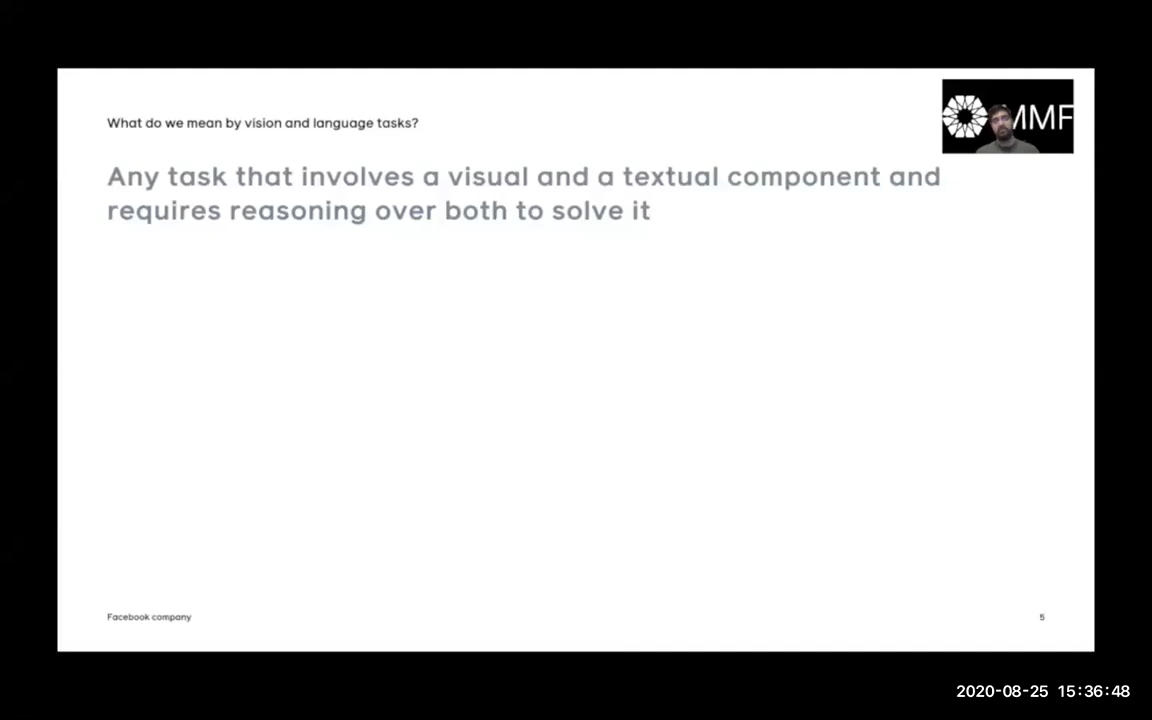 What do we mean by vision and language tasks?
MMF
Any task that involves a visual and a textual component and
requires reasoning over both to solve it
Facebook company
5
2020-08-25 15:36:48